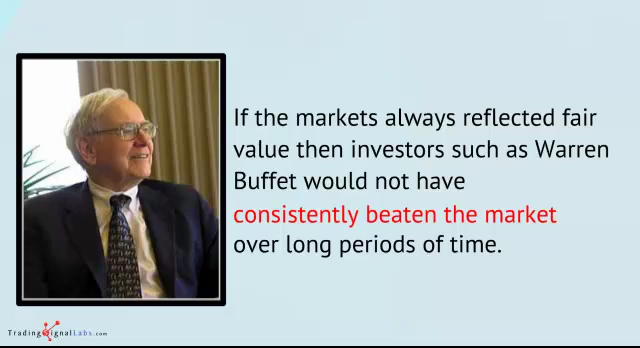 If the markets always reflected fair
value then investors such as Warren
Buffet would not have
consistently beaten the market
over long periods of time.
TradingSignalLabs.com